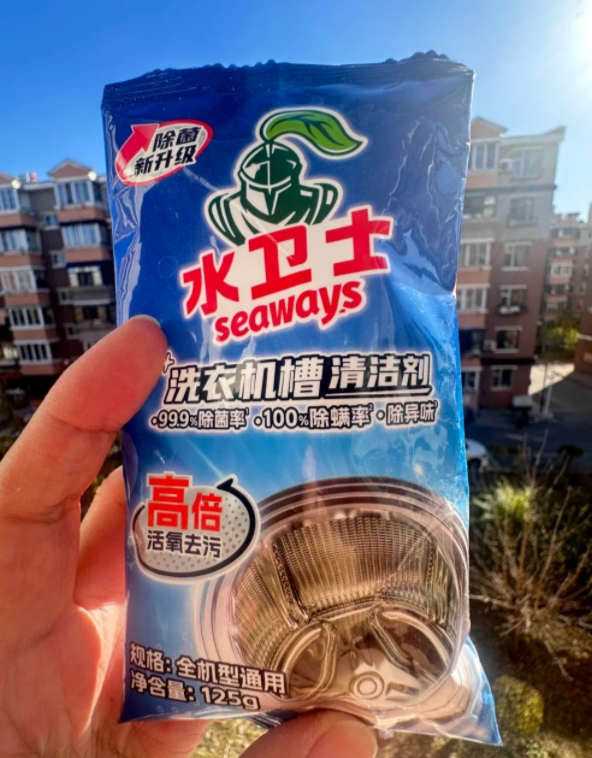 除菌
新升级
水卫士
seaways
洗衣机槽清洁剂
·99.9%除菌率·100%除螨率·除异味
高倍
活氧去污
规格:全机型通用
净含量:125g